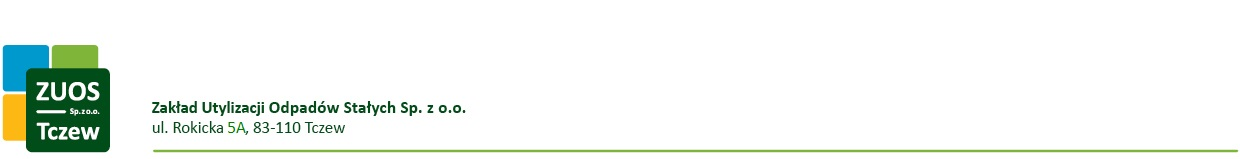 ZUOS
Sp. z o.o.
Tczew
Zakład Utylizacji Odpadów Stałych Sp. z o.o.
ul. Rokicka 5A, 83-110 Tczew